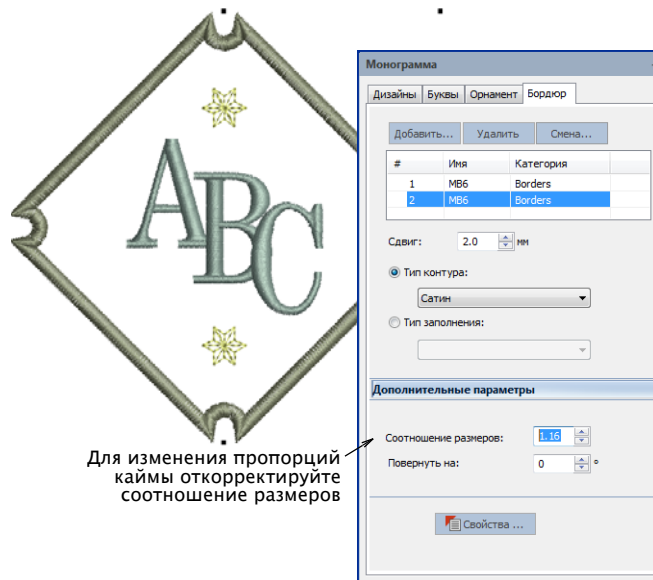 ABC
Монограмма
Дизайны Буквы Орнамент Бордюр
Добавить... Удалить Смена...
# Имя Категория
1 MB6 Borders
2 MB6 Borders
Сдвиг: 2.0 мм
Тип контура:
Сатин
Тип заполнения:
Дополнительные параметры
Соотношение размеров: 1.16
Повернуть на: 0 °
Свойства ...
Для изменения пропорций
каймы откорректируйте
соотношение размеров